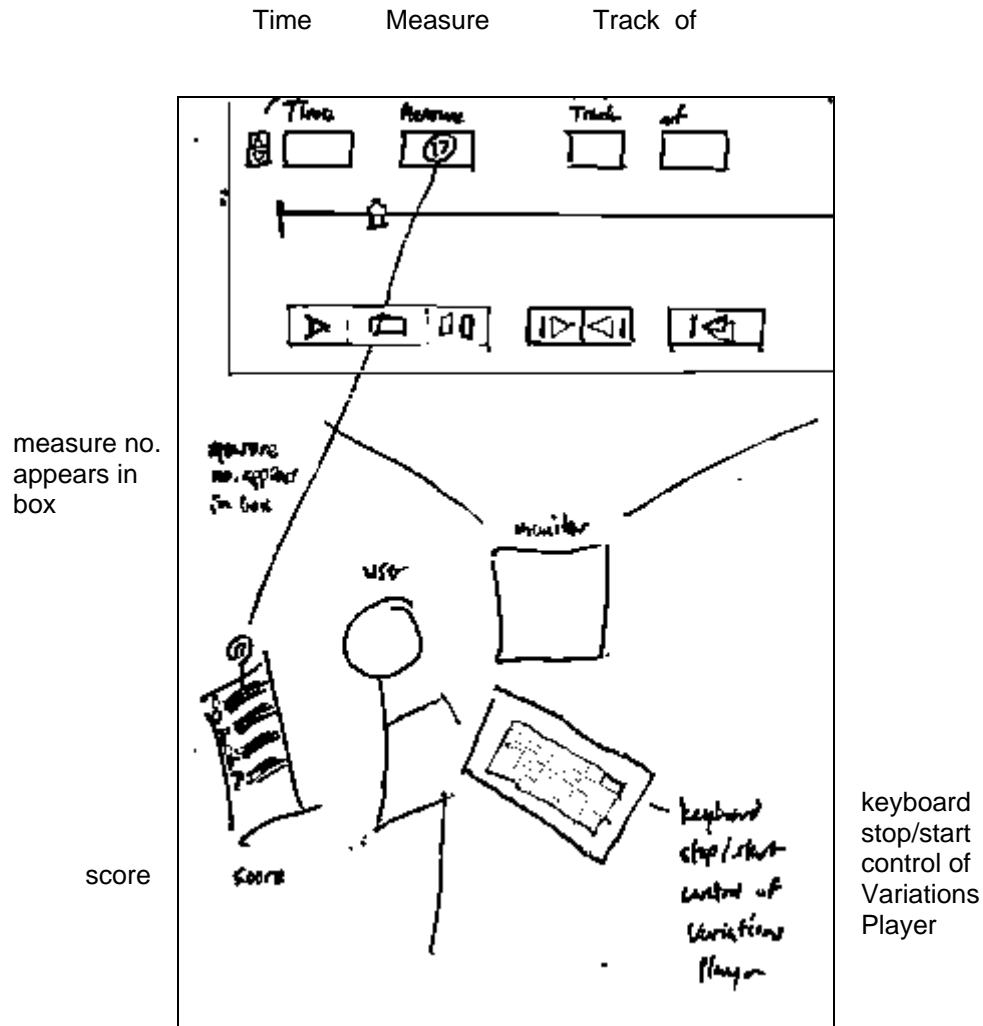 Time Measure Track of
Time Measure Track of
17
measure no.
appears in
box
measure
no. appears
in box
monitor
user
score
score
keyboard
stop/start
control of
Variations
Player
keyboard
stop/start
control of
Variations
Player